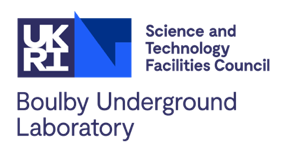 UK
RI
Science and
Technology
Facilities Council
Boulby Underground
Laboratory